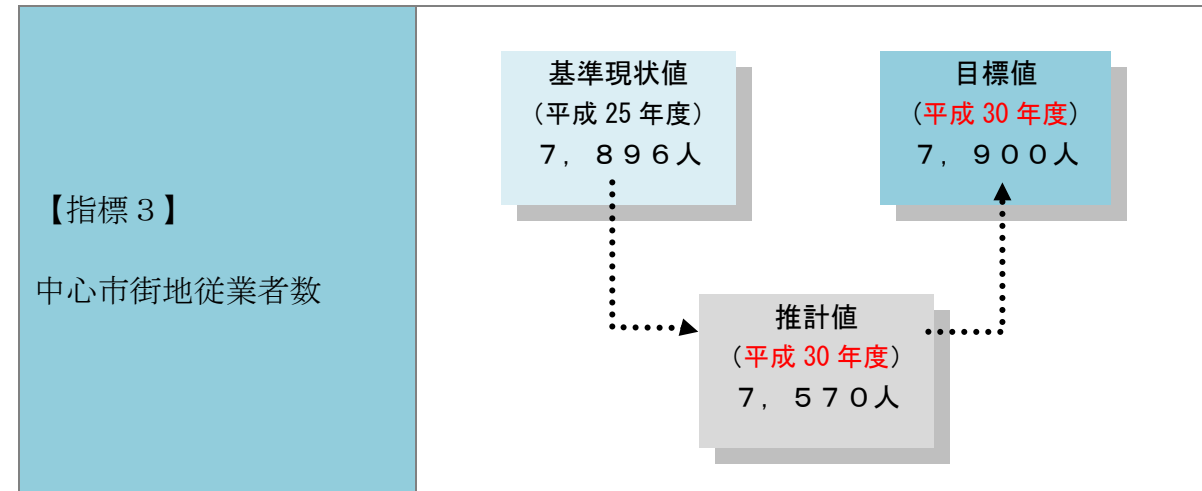 【指標３】
中心市街地従業者数
基準現状値
（平成 25 年度）
７，８９６人
目標値
（平成 30 年度）
７，９００人
推計値
（平成 30 年度）
７，５７０人